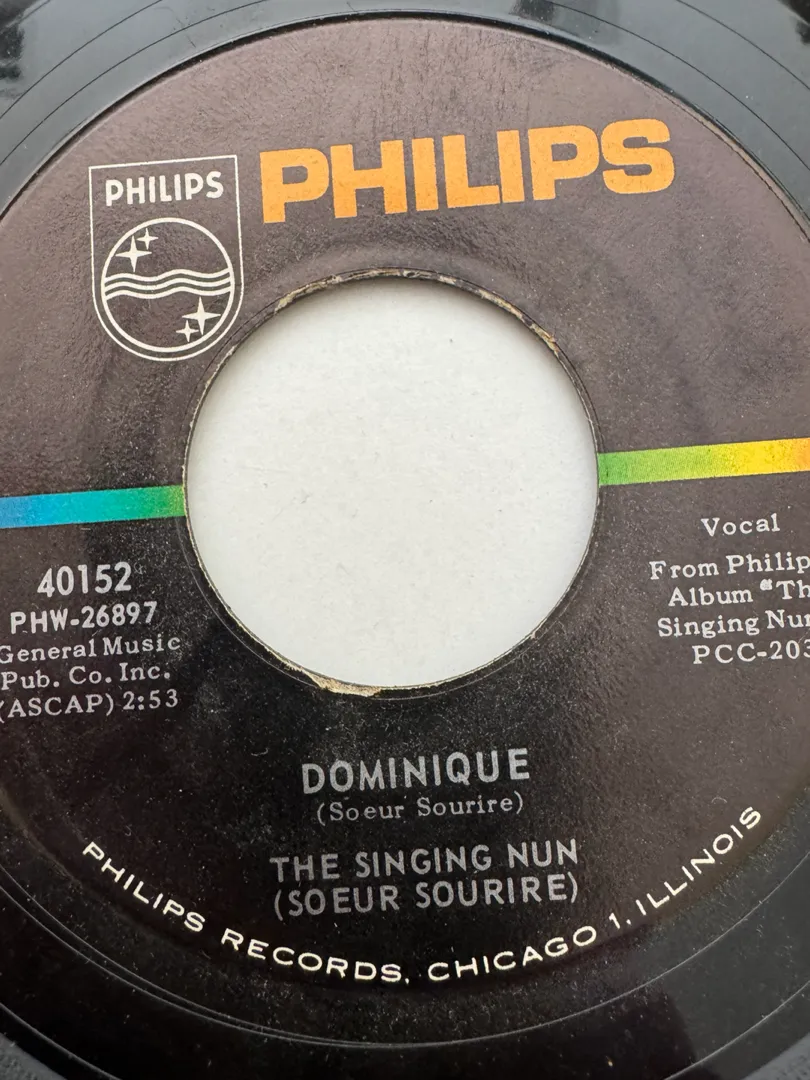 PHILIPS
PHILIPS
40152
PHW-26897
General Music
Pub. Co. Inc.
(ASCAP) 2:53
Vocal
From Philip
Album "Th
Singing Nun
PCC-203
DOMINIQUE
(Soeur Sourire)
THE SINGING NUN
(SOEUR SOURIRE)
PHILIPS RECORDS, CHICAGO 1, ILLINOIS